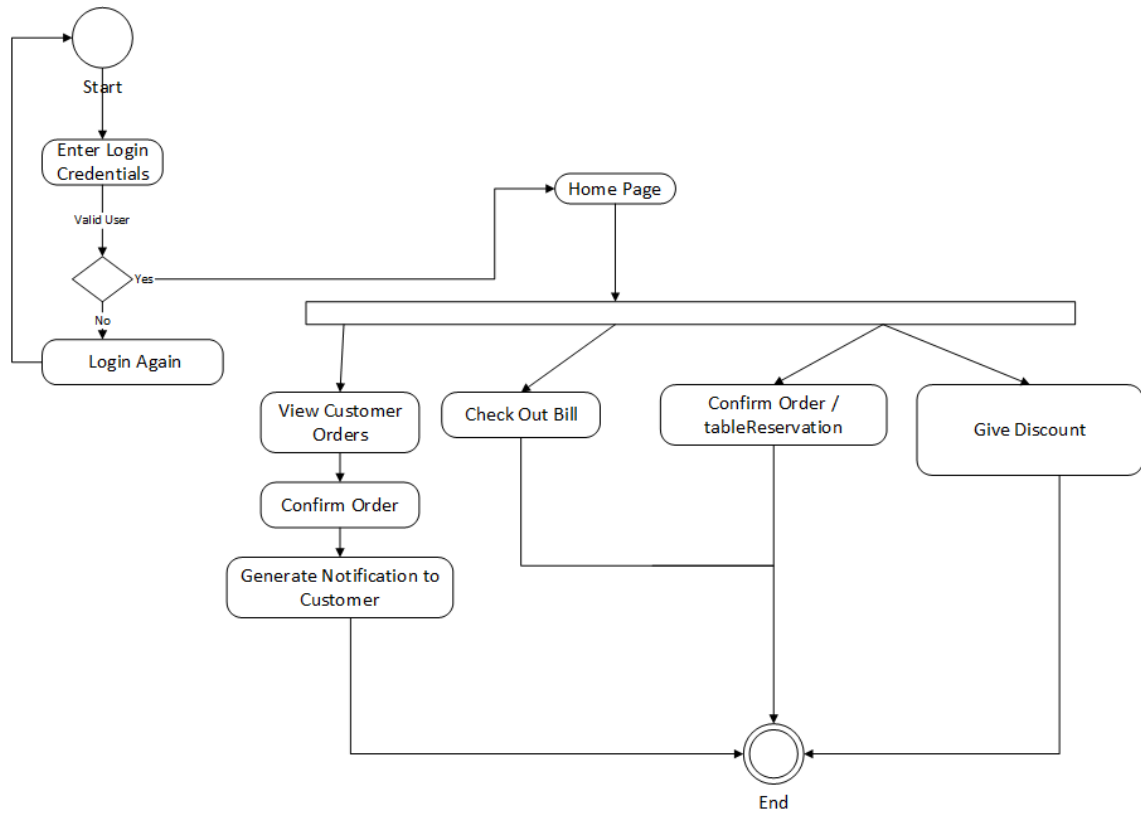 Start
Enter Login
Credentials
Valid User
Yes
No
Login Again
Home Page
View Customer
Orders
Check Out Bill
Confirm Order /
tableReservation
Give Discount
Confirm Order
Generate Notification to
Customer
End